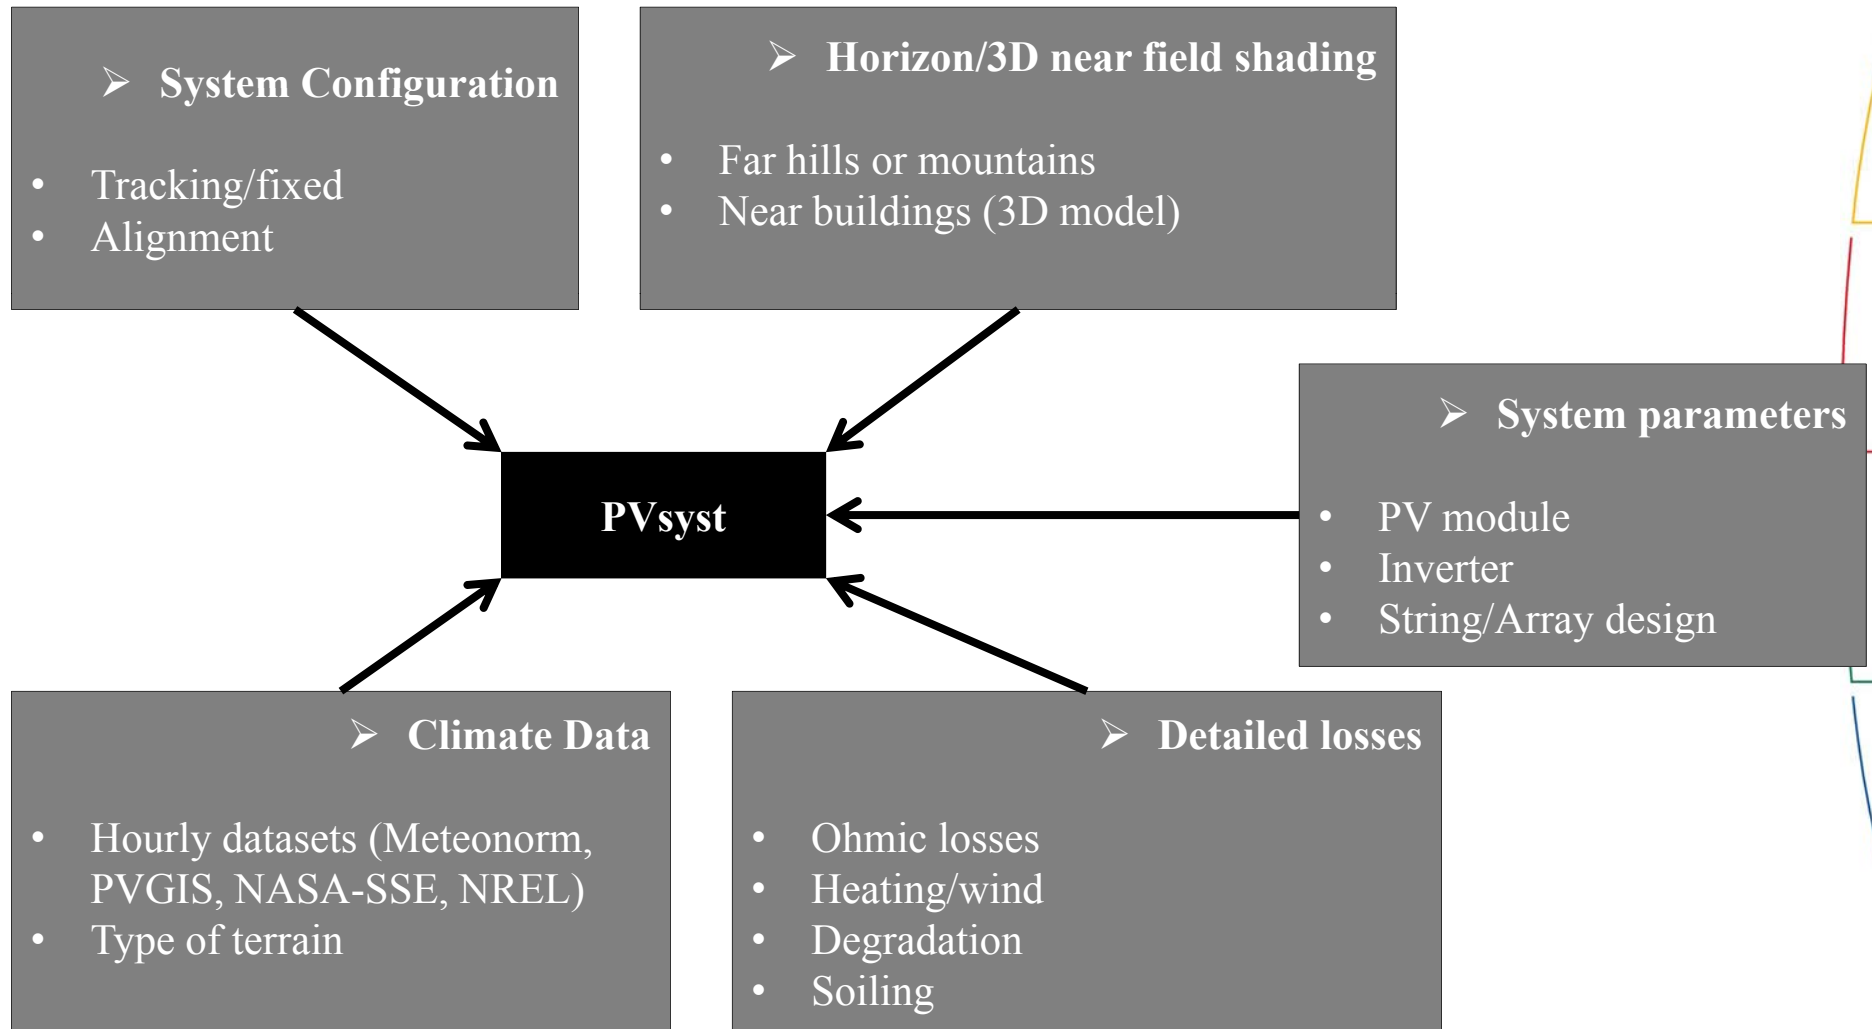 ➢ System Configuration
• Tracking/fixed
• Alignment
➢ Horizon/3D near field shading
• Far hills or mountains
• Near buildings (3D model)
PVsyst
➢ System parameters
• PV module
• Inverter
• String/Array design
➢ Climate Data
• Hourly datasets (Meteonorm,
PVGIS, NASA-SSE, NREL)
• Type of terrain
➢ Detailed losses
• Ohmic losses
• Heating/wind
• Degradation
• Soiling